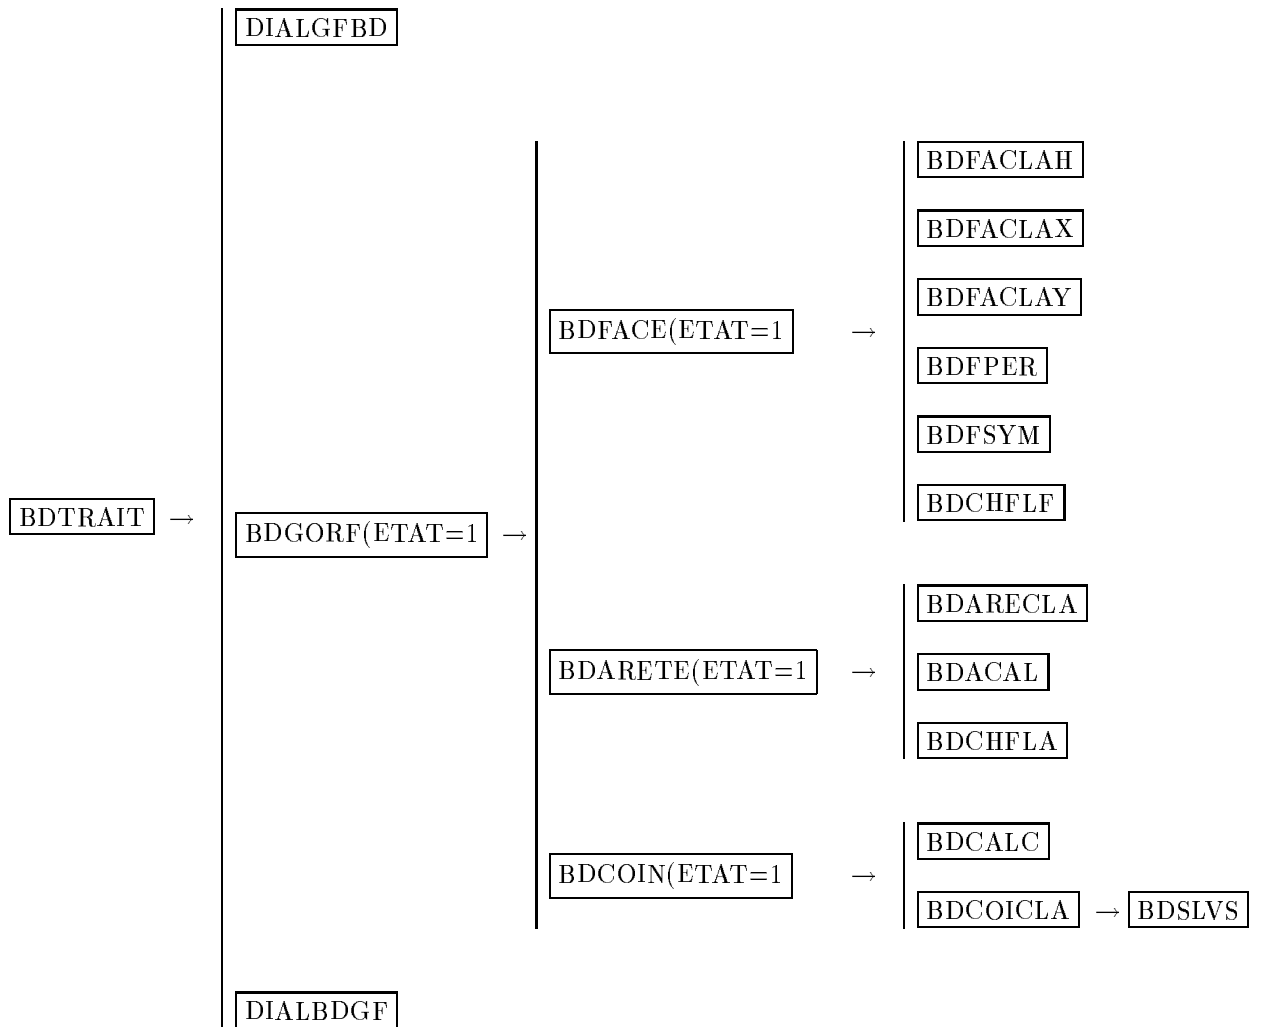 DIALGFBD
BDFACLAH
BDFACLAX
BDFACLAY
BDFACE(ETAT=1 →
BDFPER
BDFSYM
BDCHFLF
BDTRAIT →
BDGORF(ETAT=1 →
BDARECLA
BDARETE(ETAT=1 →
BDACAL
BDCHFLA
BDCALC
BDCOIN(ETAT=1 →
BDCOICLA → BDSLVS
DIALBDGF